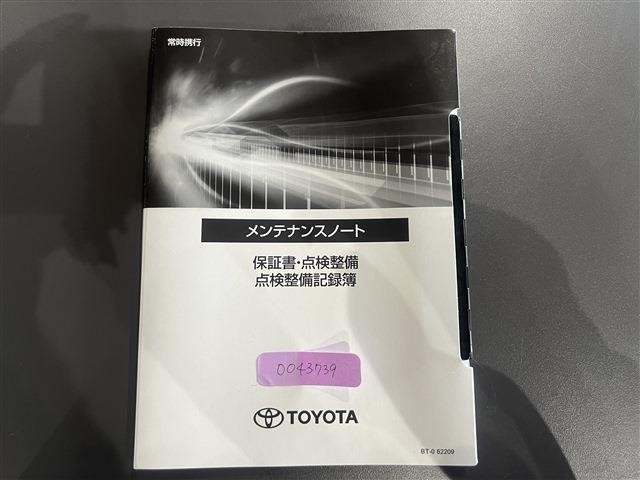 常時携行
メンテナンスノート
保証書・点検整備
点検整備記録簿
0043739
TOYOTA
BT-0 62209